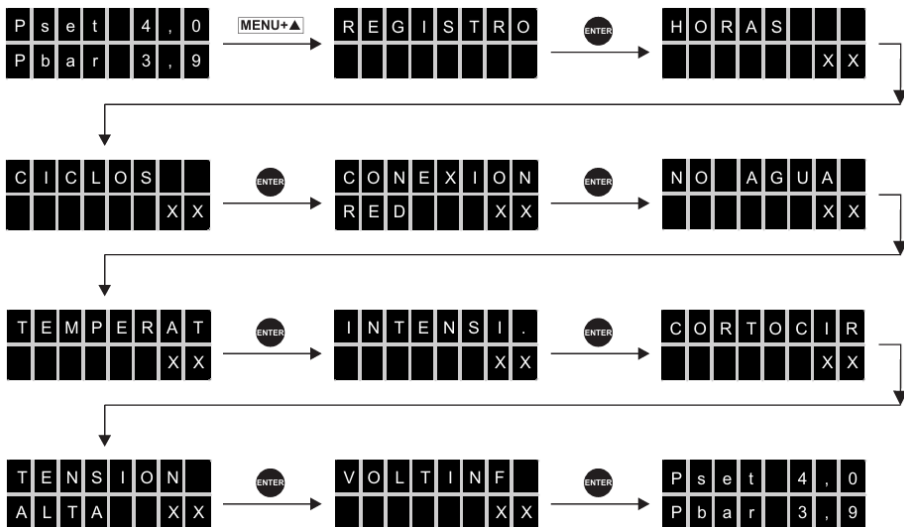 Pset 4,0
Pbar 3,9
MENU+▲
REGISTRO
ENTER
HORAS
XX
CICLOS
XX
ENTER
CONEXION
RED XX
ENTER
NO AGUA
XX
TEMPERAT
XX
ENTER
INTENSI.
XX
ENTER
CORTOCIR
XX
TENSION
ALTA XX
ENTER
VOLTINF
XX
ENTER
Pset 4,0
Pbar 3,9